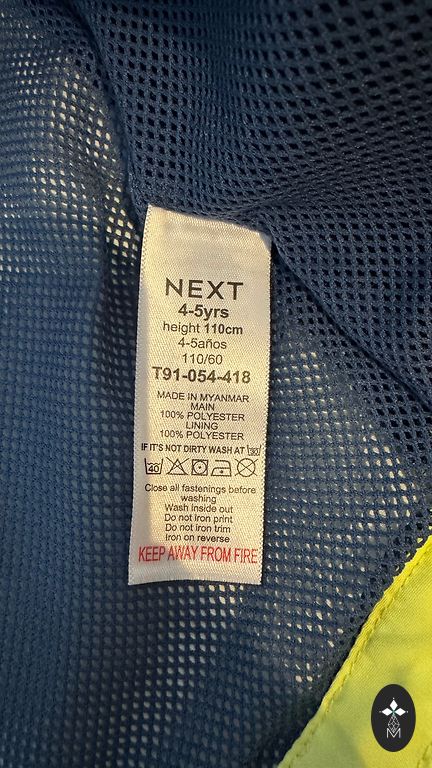 NEXT
4-5yrs
height 110cm
4-5años
110/60
T91-054-418
MADE IN MYANMAR
MAIN
100% POLYESTER
LINING
100% POLYESTER
IF IT'S NOT DIRTY WASH AT 30
40
Close all fastenings before
washing
Wash inside out
Do not iron print
Do not iron trim
Iron on reverse
KEEP AWAY FROM FIRE
M